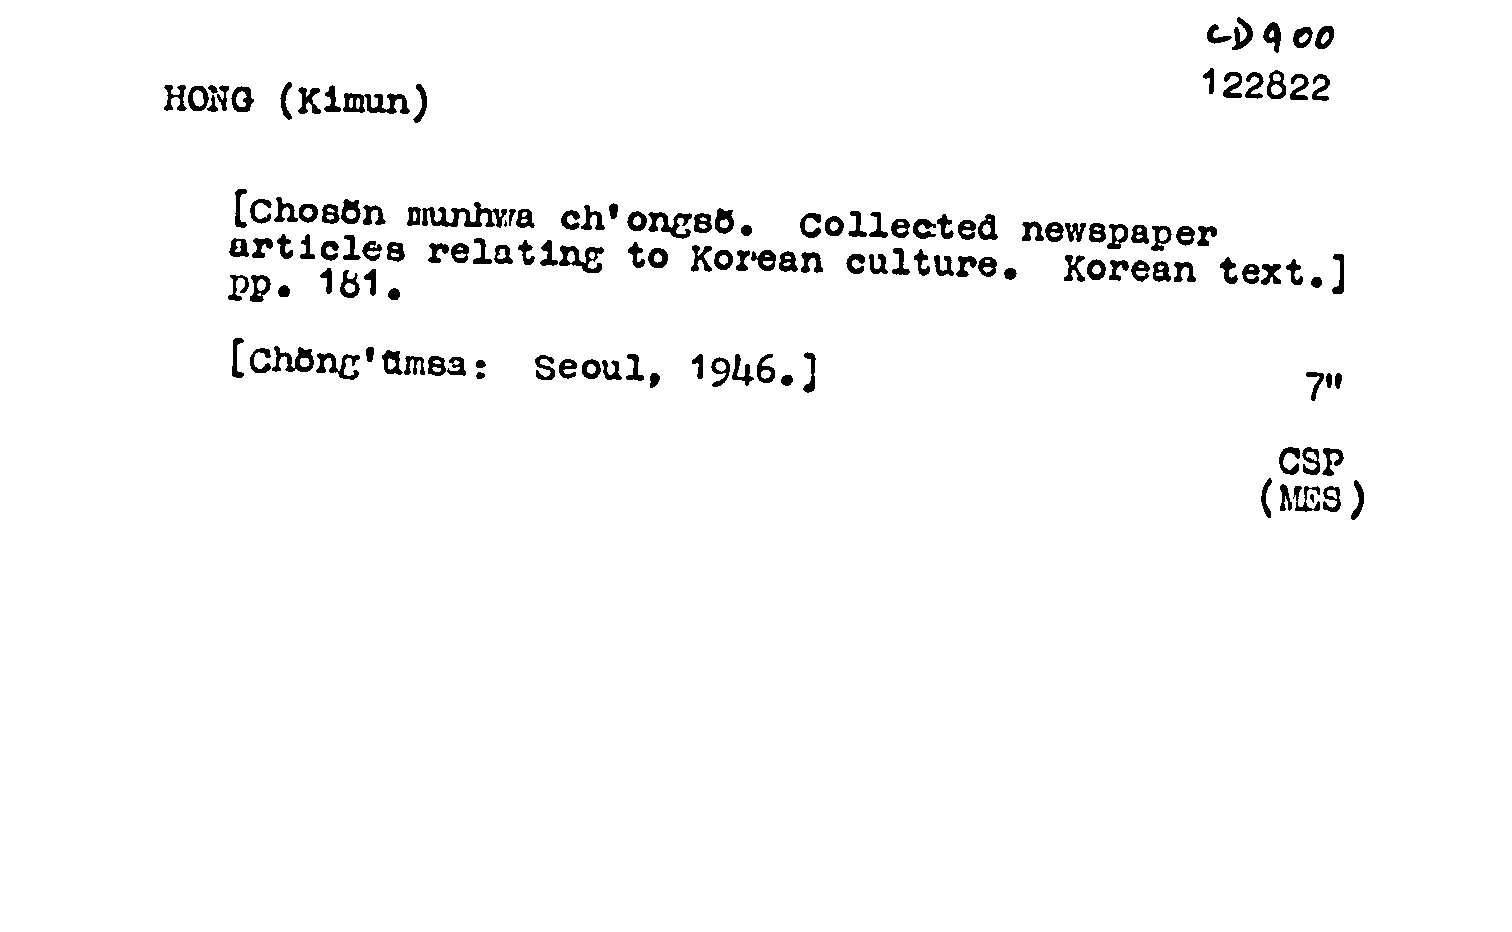 CD900
122822
HONG (Kimun)
[Chosŏn munhwa ch'ongsŏ. Collected newspaper
articles relating to Korean culture. Korean text.]
pp. 181.
[Chŏng'ŭmsa: Seoul, 1946.]
7"
CSP
(MES)